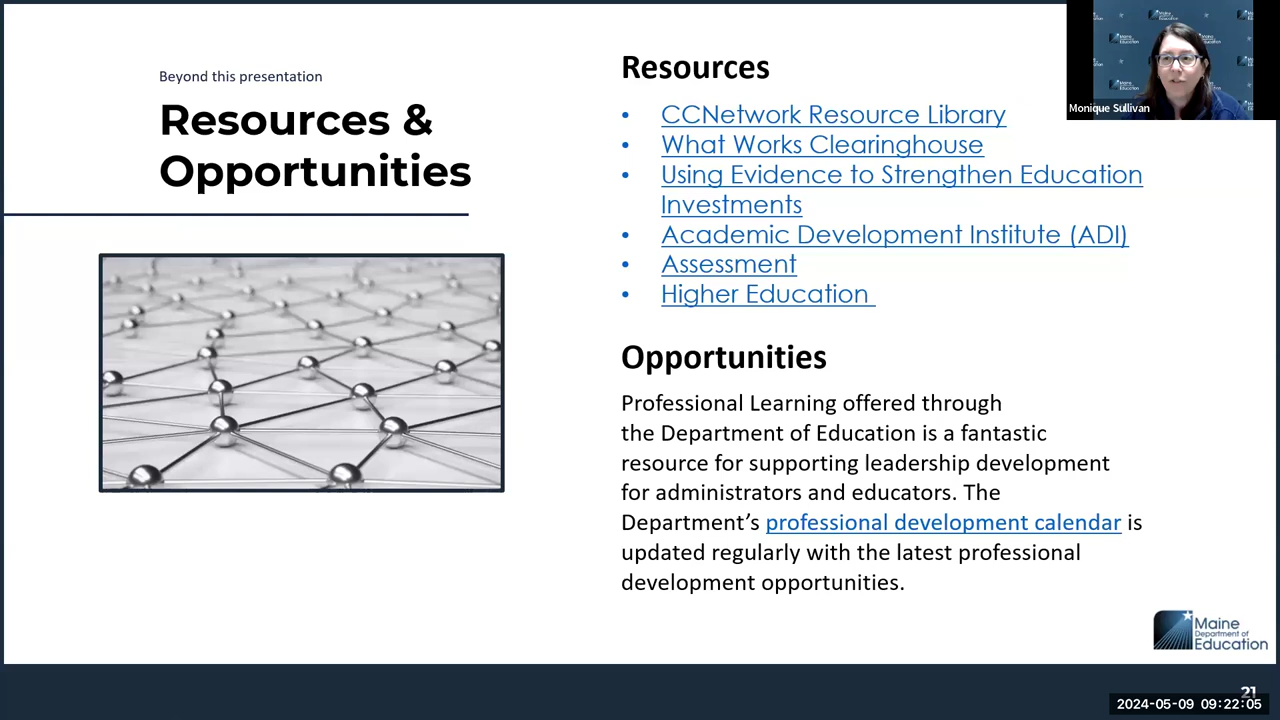 Beyond this presentation
Resources &
Opportunities
Resources
• CCNetwork Resource Library
• What Works Clearinghouse
• Using Evidence to Strengthen Education
Investments
• Academic Development Institute (ADI)
• Assessment
• Higher Education
Opportunities
Professional Learning offered through
the Department of Education is a fantastic
resource for supporting leadership development
for administrators and educators. The
Department’s professional development calendar is
updated regularly with the latest professional
development opportunities.
Monique Sullivan
Maine
Department of
Education
21
2024-05-09 09:22:05